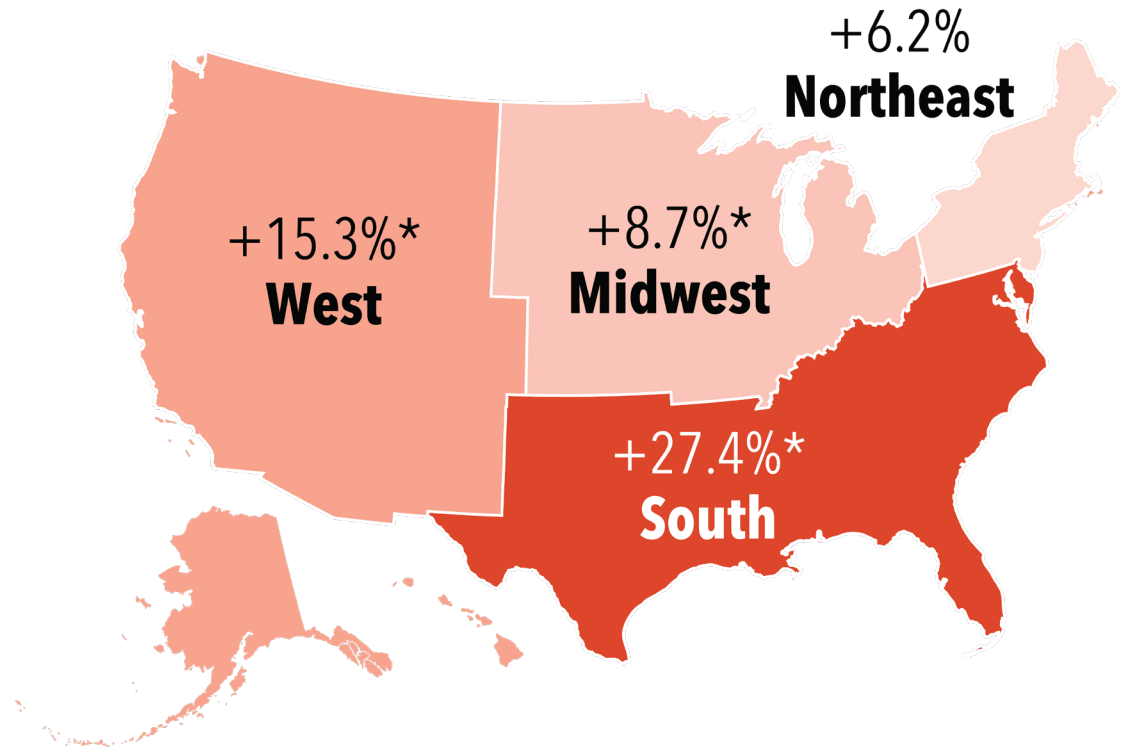 +6.2%
Northeast
+15.3%*
West
+8.7%*
Midwest
+27.4%*
South